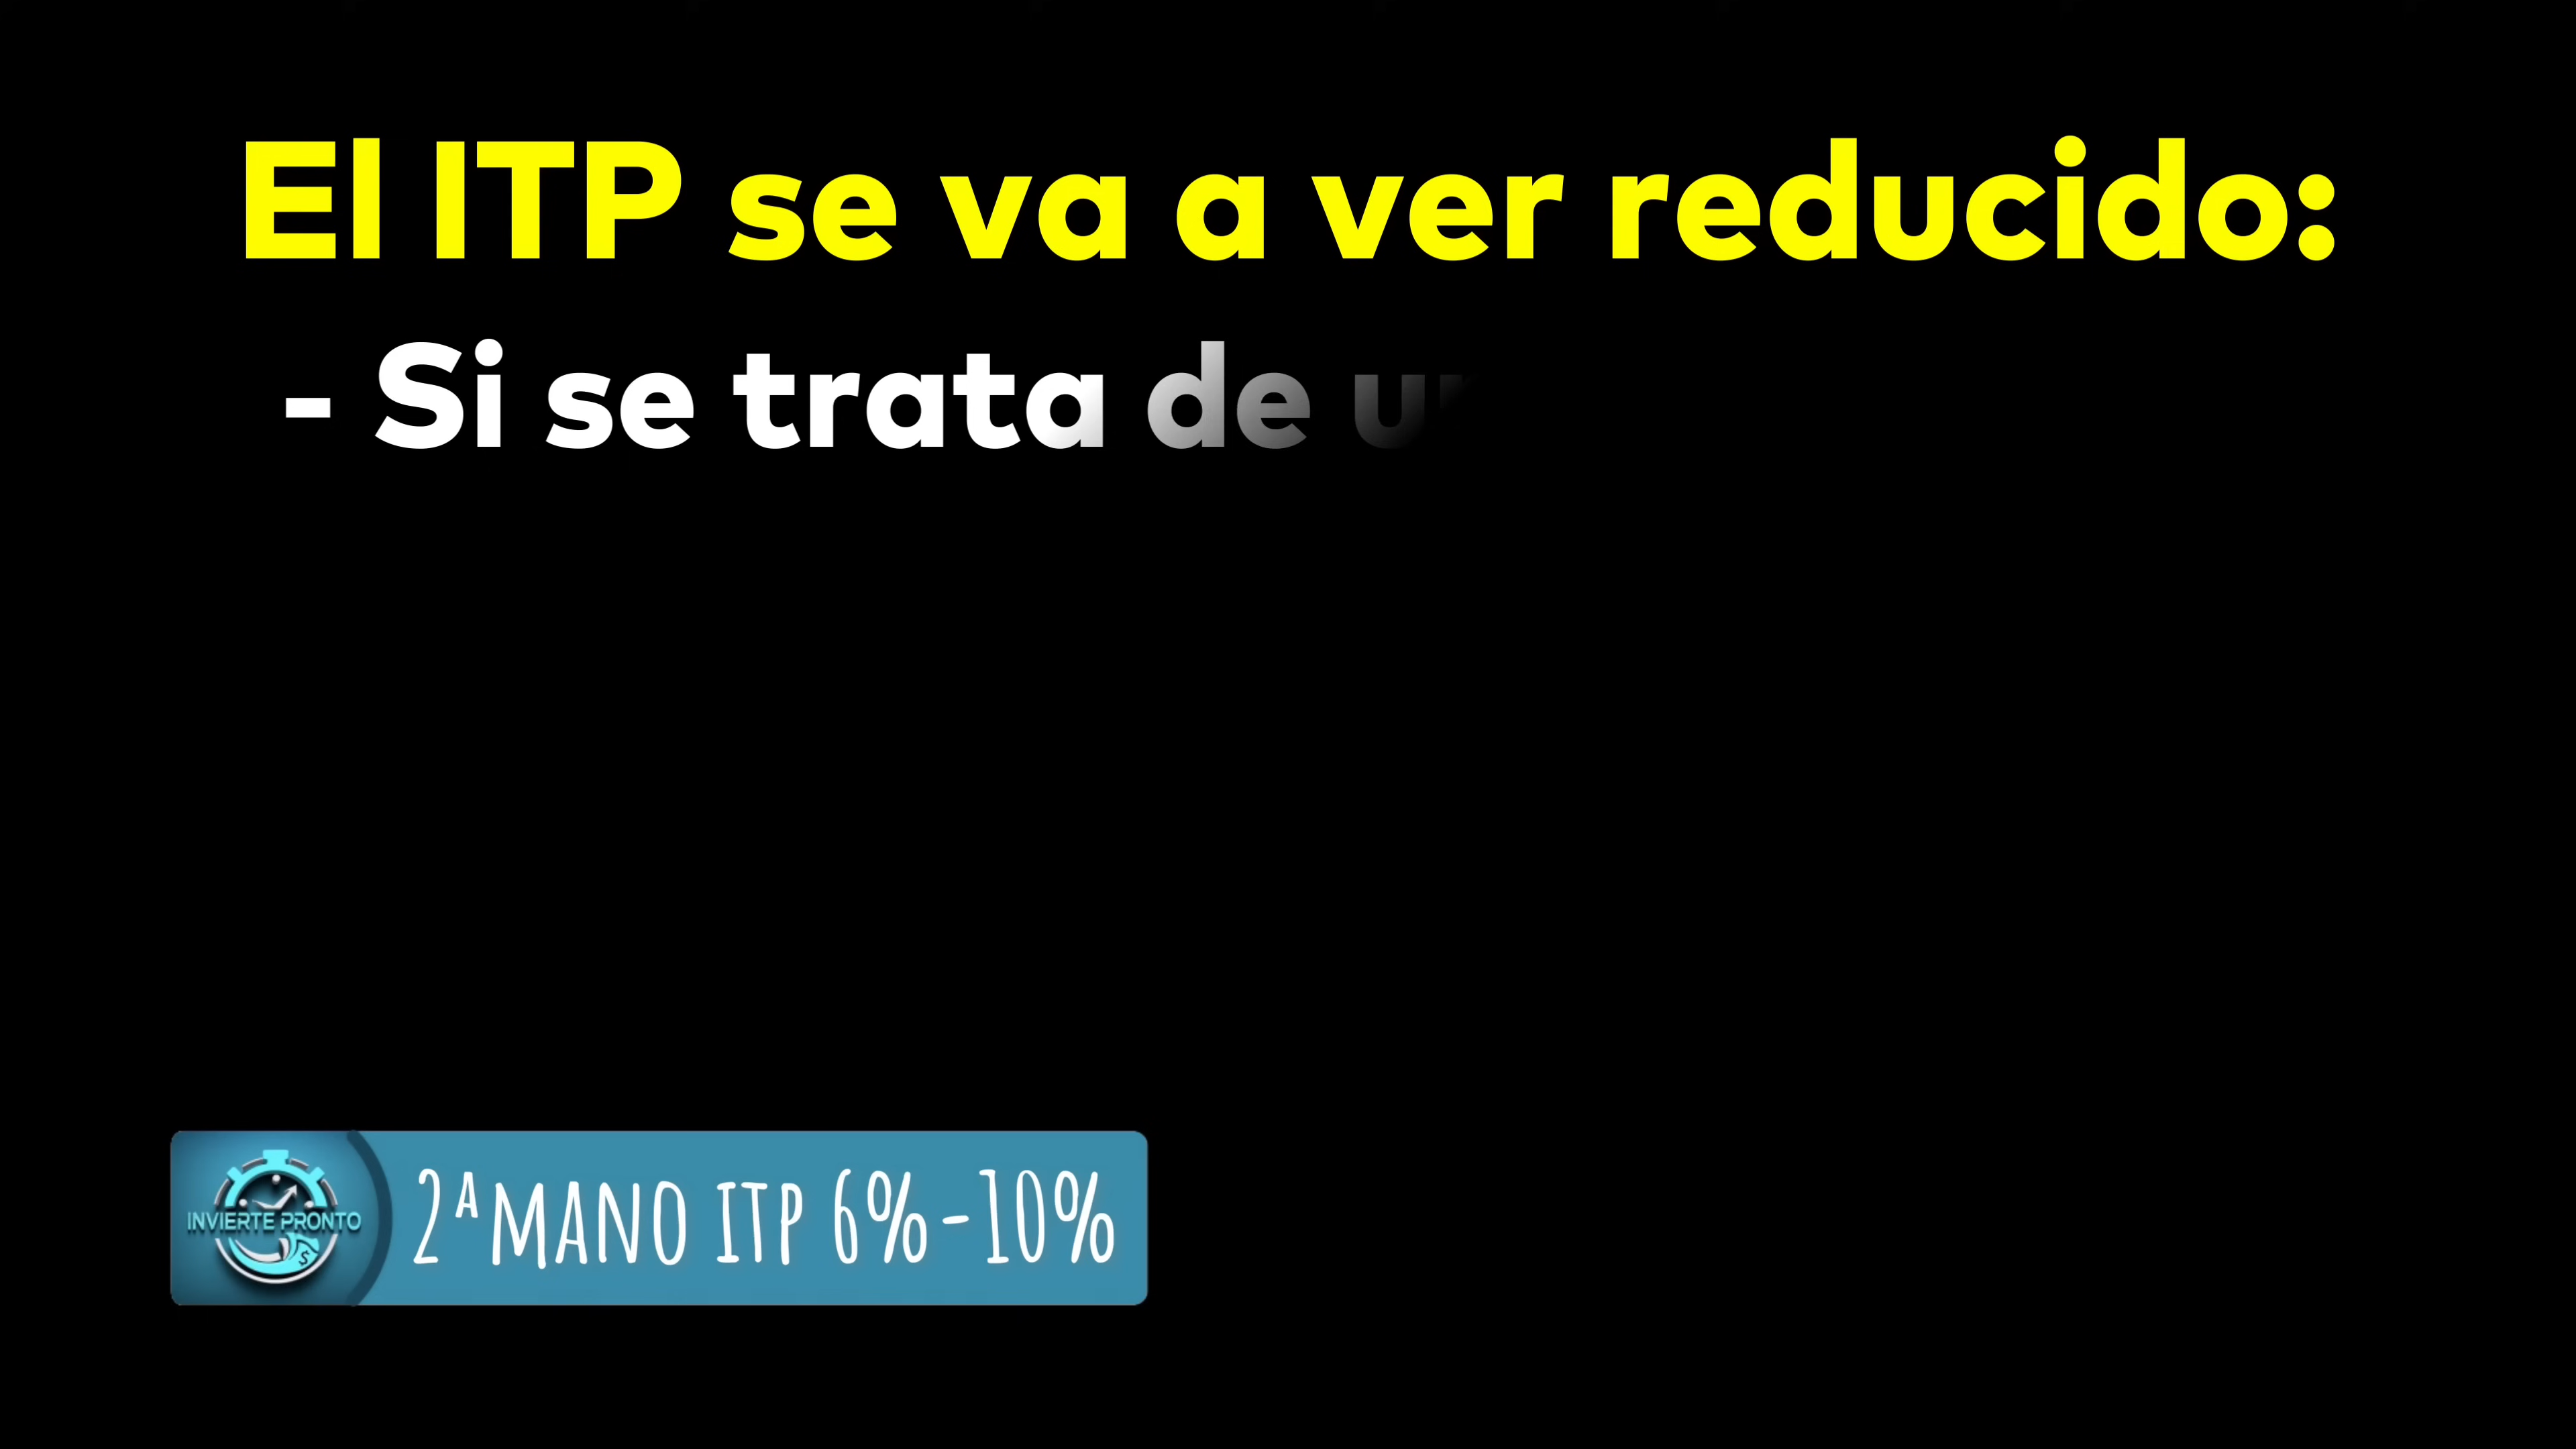 El ITP se va a ver reducido:
- Si se trata de
INVIERTE PRONTO
2ª MANO ITP 6%-10%